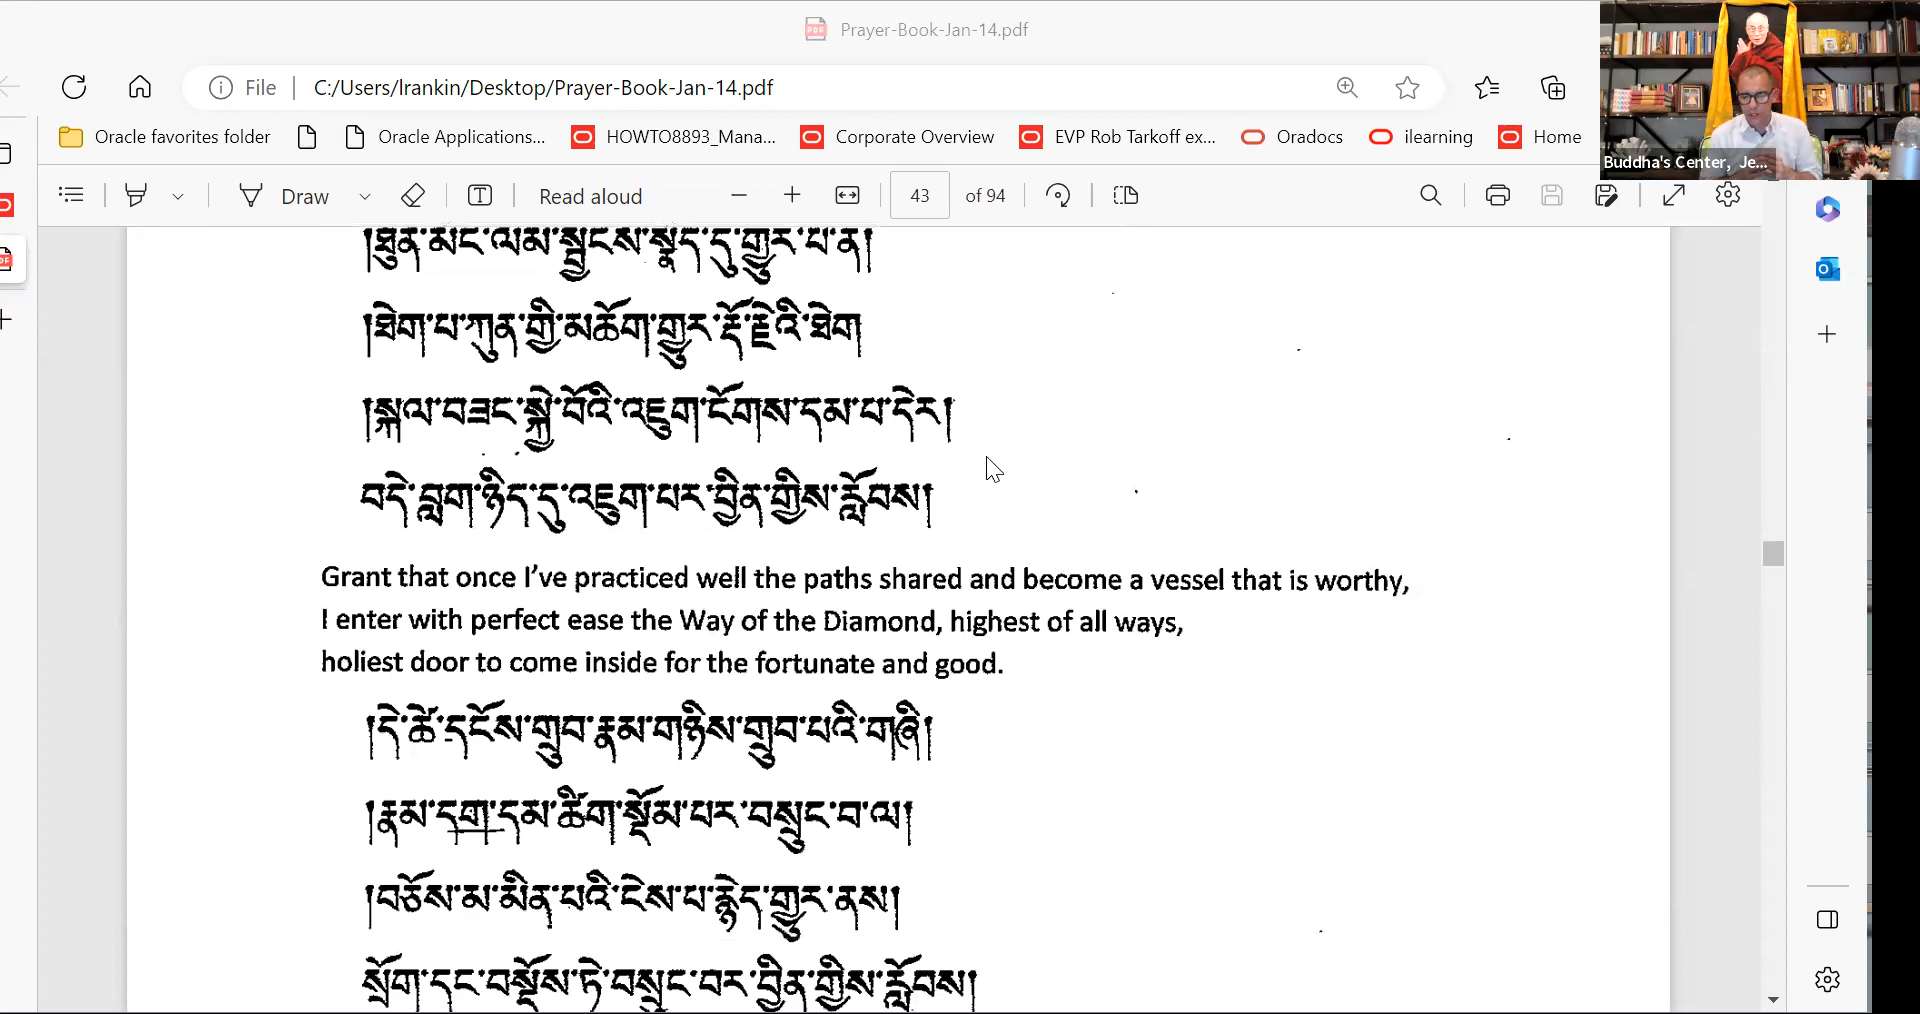 Prayer-Book-Jan-14.pdf
File
C:/Users/lrankin/Desktop/Prayer-Book-Jan-14.pdf
Oracle favorites folder
Oracle Applications...
HOWTO8893_Mana...
Corporate Overview
EVP Rob Tarkoff ex...
Oradocs
ilearning
Home
Buddha's Center, Je...
Draw
Read aloud
43
of 94
།ཐུན་མོང་ལམ་སྦྱངས་སྣོད་དུ་གྱུར་པ་ན།
།ཐེག་པ་ཀུན་གྱི་མཆོག་གྱུར་རྡོ་རྗེའི་ཐེག
།སྐལ་བཟང་སྐྱེ་བོའི་འཇུག་ངོགས་དམ་པ་དེར།
བདེ་བླག་ཉིད་དུ་འཇུག་པར་བྱིན་གྱིས་རློབས།
Grant that once I've practiced well the paths shared and become a vessel that is worthy,
I enter with perfect ease the Way of the Diamond, highest of all ways,
holiest door to come inside for the fortunate and good.
།དེ་ཚེ་དངོས་གྲུབ་རྣམ་གཉིས་གྲུབ་པའི་གཞི།
།རྣམ་དག་དམ་ཚིག་སྡོམ་པར་བསྲུང་བ་ལ།
།བཅོས་མ་མིན་པའི་ངེས་པ་རྙེད་གྱུར་ནས།
སྲོག་དང་བསྡོས་ཏེ་བསྲུང་བར་བྱིན་གྱིས་རློབས།